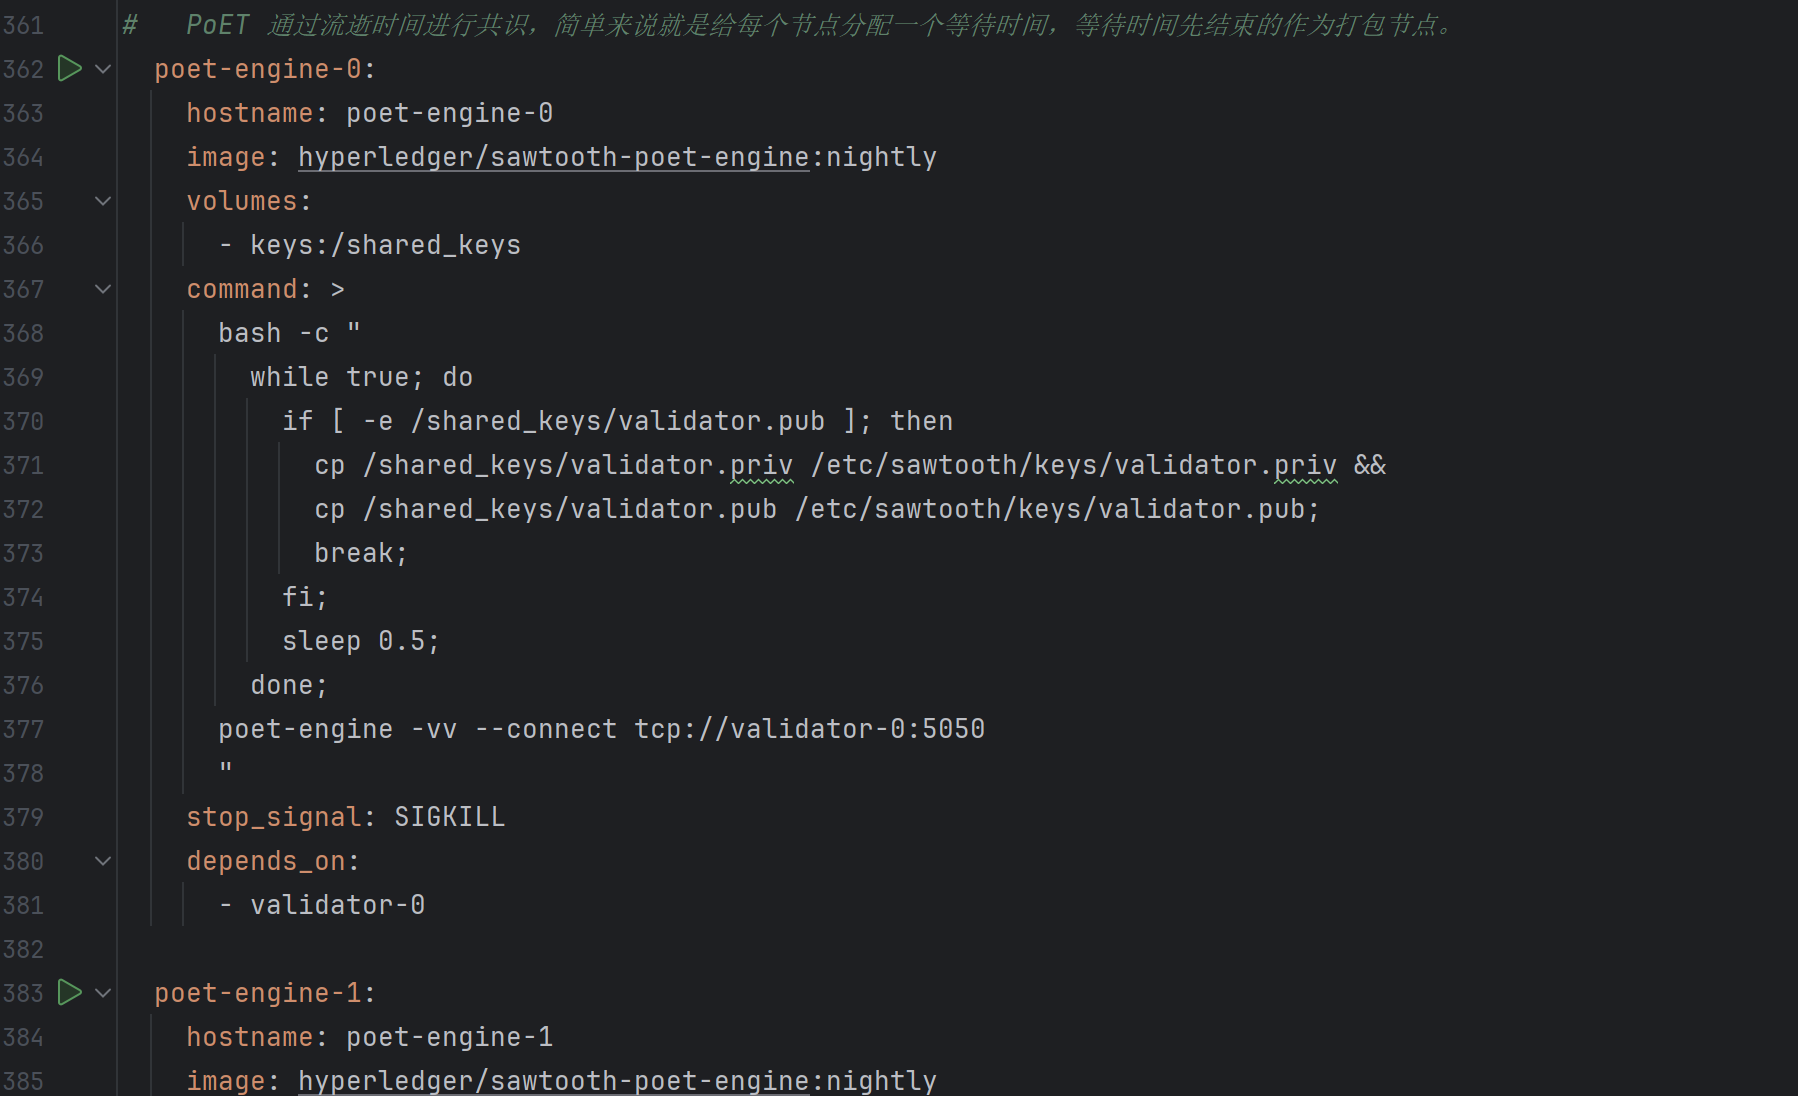 361 #   PoET 通过流逝时间进行共识，简单来说就是给每个节点分配一个等待时间，等待时间先结束的作为打包节点。
362   poet-engine-0:
363     hostname: poet-engine-0
364     image: hyperledger/sawtooth-poet-engine:nightly
365     volumes:
366       - keys:/shared_keys
367     command: >
368       bash -c "
369         while true; do
370           if [ -e /shared_keys/validator.pub ]; then
371             cp /shared_keys/validator.priv /etc/sawtooth/keys/validator.priv &&
372             cp /shared_keys/validator.pub /etc/sawtooth/keys/validator.pub;
373             break;
374           fi;
375           sleep 0.5;
376         done;
377       poet-engine -vv --connect tcp://validator-0:5050
378       "
379     stop_signal: SIGKILL
380     depends_on:
381       - validator-0
382
383   poet-engine-1:
384     hostname: poet-engine-1
385     image: hyperledger/sawtooth-poet-engine:nightly